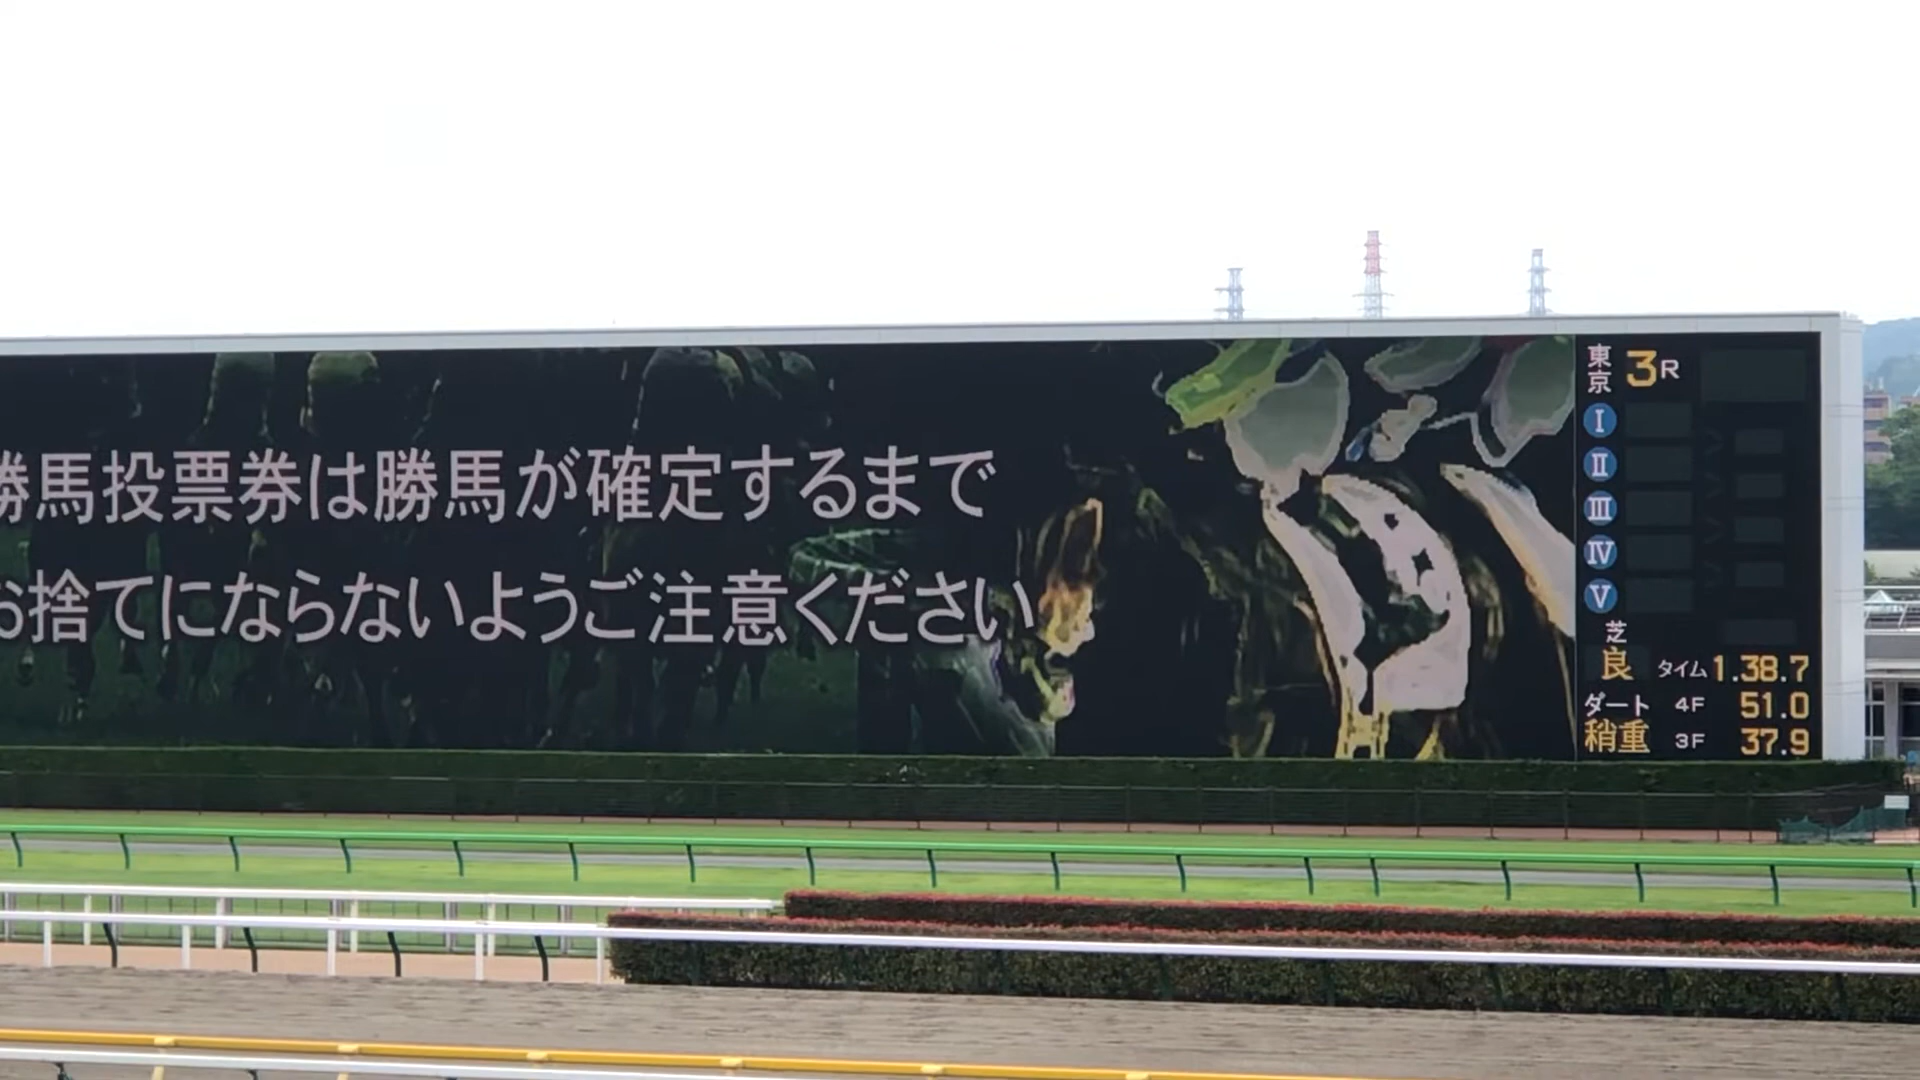 勝馬投票券は勝馬が確定するまで
お捨てにならないようご注意ください
東京 3R
Ⅰ
Ⅱ
Ⅲ
Ⅳ
Ⅴ
芝
良 タイム 1.38.7
ダート 4F 51.0
稍重 3F 37.9